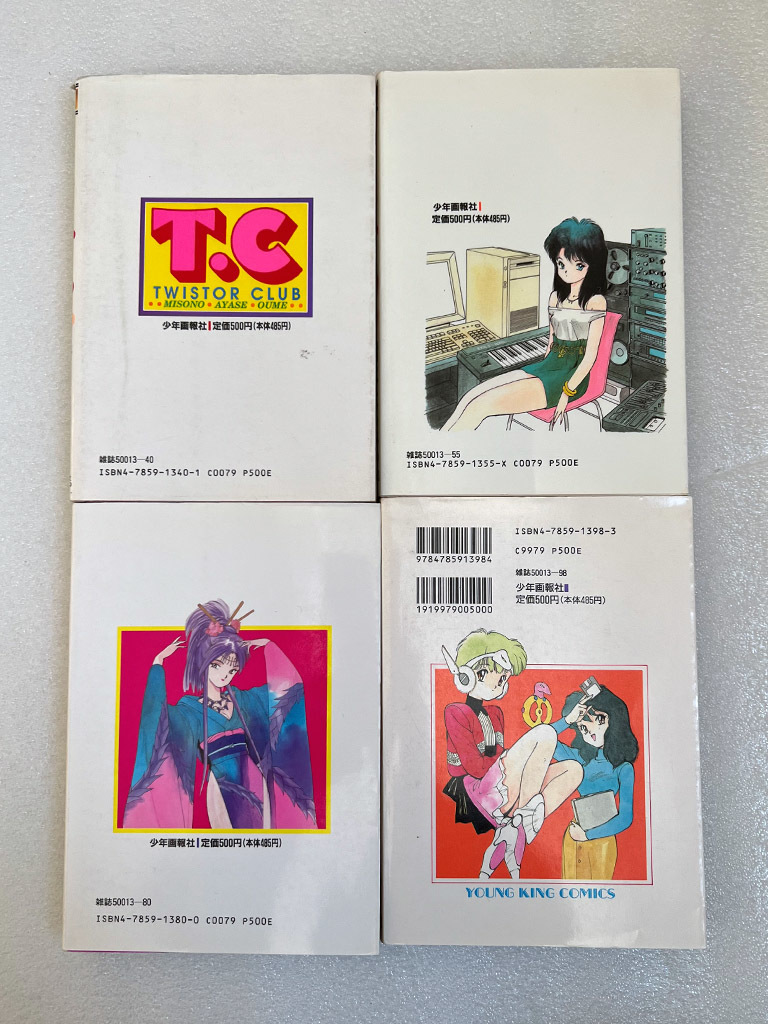 T.C
TWISTOR CLUB
••MISONO•AYASE•OUME••
少年画報社 定価500円(本体485円)
雑誌50013—40
ISBN4-7859-1340-1 C0079 P500E
少年画報社
定価500円(本体485円)
雑誌50013—55
ISBN4-7859-1355-X C0079 P500E
少年画報社 定価500円(本体485円)
雑誌50013—80
ISBN4-7859-1380-0 C0079 P500E
ISBN4-7859-1398-3
9784785913984
C9979 P500E
雑誌50013—98
少年画報社
定価500円(本体485円)
1919979005000
YOUNG KING COMICS